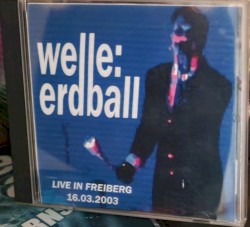 welle:
erdball
LIVE IN FREIBERG
16.03.2003